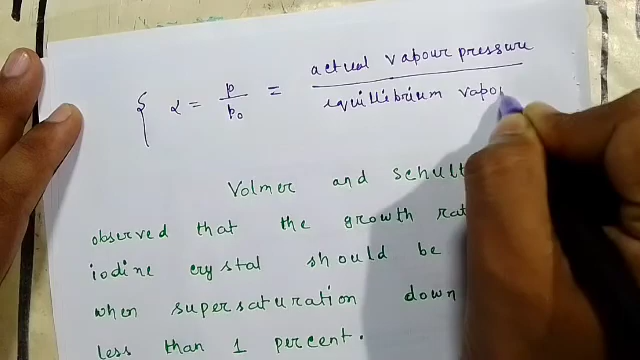 α = p/p₀ = actual vapour pressure / equillibrium vapo
Volmer and Schult
observed that the growth rat
iodine crystal should be
when supersaturation down
less than 1 percent.